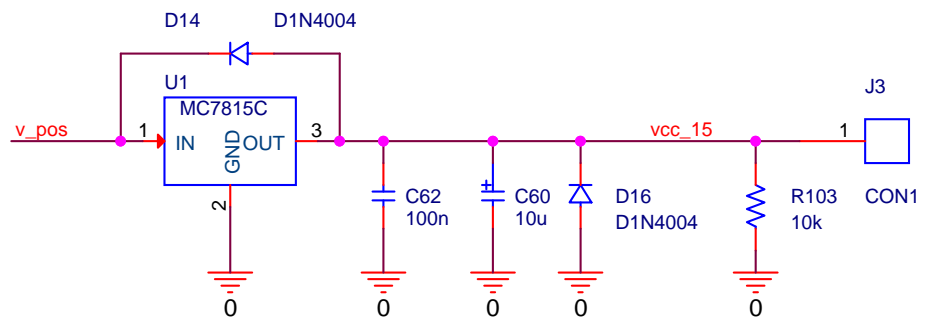 D14 D1N4004
U1
MC7815C
J3
v_pos 1 IN GND OUT 3 vcc_15 1
2
C62
100n
C60
10u
D16
D1N4004
R103
10k
CON1
+
0 0 0 0 0